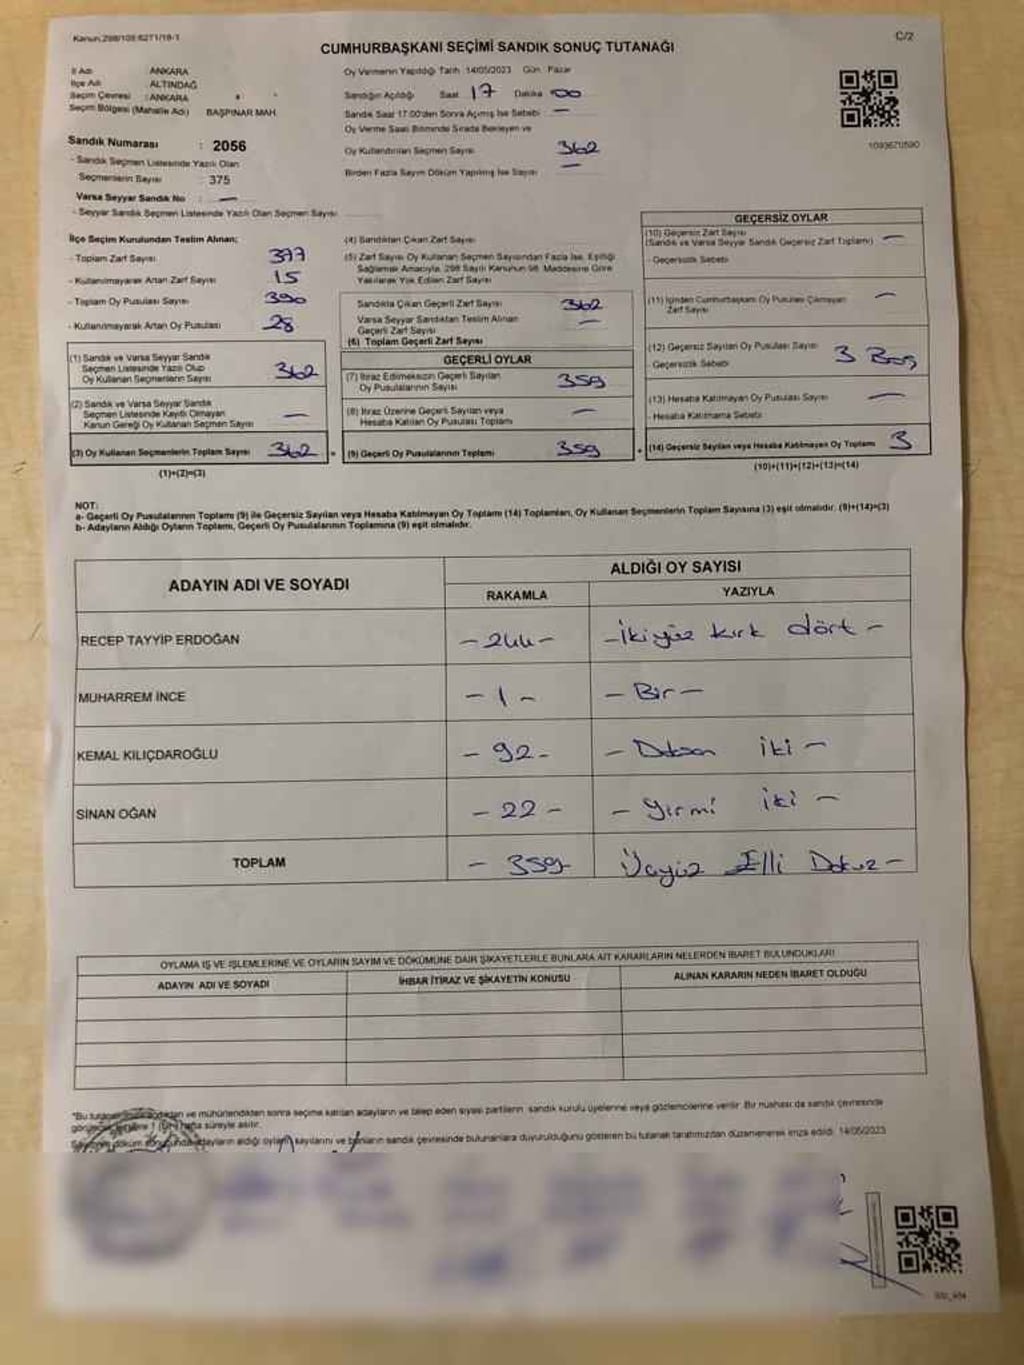 Kanun:298/105:6271/19-1
C/2
CUMHURBAŞKANI SEÇİMİ SANDIK SONUÇ TUTANAĞI
İl Adı ANKARA
İlçe Adı ALTINDAĞ
Seçim Çevresi :ANKARA
Seçim Bölgesi (Mahalle Adı) BAŞPINAR MAH.
Sandık Numarası : 2056
- Sandık Seçmen Listesinde Yazılı Olan
Seçmenlerin Sayısı : 375
Varsa Seyyar Sandık No : —
- Seyyar Sandık Seçmen Listesinde Yazılı Olan Seçmen Sayısı
Oy Vermenin Yapıldığı Tarih 14/05/2023 Gün Pazar
Sandığın Açıldığı Saat 17 Dakika 00
Sandık Saat 17:00'den Sonra Açılmış İse Sebebi —
Oy Verme Saati Bitiminde Sırada Bekleyen ve
Oy Kullandırılan Seçmen Sayısı 362
Birden Fazla Sayım Döküm Yapılmış İse Sayısı —
1093670590
İlçe Seçim Kurulundan Teslim Alınan;
- Toplam Zarf Sayısı 377
- Kullanılmayarak Artan Zarf Sayısı 15
- Toplam Oy Pusulası Sayısı 390
- Kullanılmayarak Artan Oy Pusulası 28
(1) Sandık ve Varsa Seyyar Sandık
Seçmen Listesinde Yazılı Olup
Oy Kullanan Seçmenlerin Sayısı 362
(2) Sandık ve Varsa Seyyar Sandık
Seçmen Listesinde Kayıtlı Olmayan
Kanun Gereği Oy Kullanan Seçmen Sayısı —
(3) Oy Kullanan Seçmenlerin Toplam Sayısı 362
(1)+(2)=(3)
(4) Sandıktan Çıkan Zarf Sayısı
(5) Zarf Sayısı Oy Kullanan Seçmen Sayısından Fazla İse, Eşitliği
Sağlamak Amacıyla, 298 Sayılı Kanunun 98. Maddesine Göre
Yakılarak Yok Edilen Zarf Sayısı
Sandıkta Çıkan Geçerli Zarf Sayısı 362
Varsa Seyyar Sandıktan Teslim Alınan
Geçerli Zarf Sayısı —
(6) Toplam Geçerli Zarf Sayısı
GEÇERLİ OYLAR
(7) İtiraz Edilmeksizin Geçerli Sayılan
Oy Pusulalarının Sayısı 359
(8) İtiraz Üzerine Geçerli Sayılan veya
Hesaba Katılan Oy Pusulaları Toplamı —
(9) Geçerli Oy Pusulalarının Toplamı 359
GEÇERSİZ OYLAR
(10) Geçersiz Zarf Sayısı
(Sandık ve Varsa Seyyar Sandık Geçersiz Zarf Toplamı) —
- Geçersizlik Sebebi
(11) İçinden Cumhurbaşkanı Oy Pusulası Çıkmayan
Zarf Sayısı —
(12) Geçersiz Sayılan Oy Pusulası Sayısı 3 Boş
Geçersizlik Sebebi
(13) Hesaba Katılmayan Oy Pusulası Sayısı —
- Hesaba Katılmama Sebebi
(14) Geçersiz Sayılan veya Hesaba Katılmayan Oy Toplamı 3
(10)+(11)+(12)+(13)=(14)
NOT:
a- Geçerli Oy Pusulalarının Toplamı (9) ile Geçersiz Sayılan veya Hesaba Katılmayan Oy Toplamı (14) Toplamları, Oy Kullanan Seçmenlerin Toplam Sayısına (3) eşit olmalıdır. (9)+(14)=(3)
b- Adayların Aldığı Oyların Toplamı, Geçerli Oy Pusulalarının Toplamına (9) eşit olmalıdır.
ADAYIN ADI VE SOYADI
ALDIĞI OY SAYISI
RAKAMLA YAZIYLA
RECEP TAYYİP ERDOĞAN - 244 - - İkiyüz kırk dört -
MUHARREM İNCE - 1 - - Bir -
KEMAL KILIÇDAROĞLU - 92 - - Doksan iki -
SİNAN OĞAN - 22 - - Yirmi iki -
TOPLAM - 359- Üçyüz Elli Dokuz -
OYLAMA İŞ VE İŞLEMLERİNE VE OYLARIN SAYIM VE DÖKÜMÜNE DAİR ŞİKAYETLERLE BUNLARA AİT KARARLARIN NELERDEN İBARET BULUNDUKLARI
ADAYIN ADI VE SOYADI İHBAR İTİRAZ VE ŞİKAYETİN KONUSU ALINAN KARARIN NEDEN İBARET OLDUĞU
ve mühürlendikten sonra seçime katılan adayların ve talep eden siyasi partilerin sandık kurulu üyelerine veya gözlemcilerine verilir. Bir nüshası da sandık çevresinde
süreyle asılır.
adayların aldığı oyların sayılarını ve bunların sandık çevresinde bulunanlara duyurulduğunu gösteren bu tutanak tarafımızdan düzenlenerek imza edildi. 14/05/2023